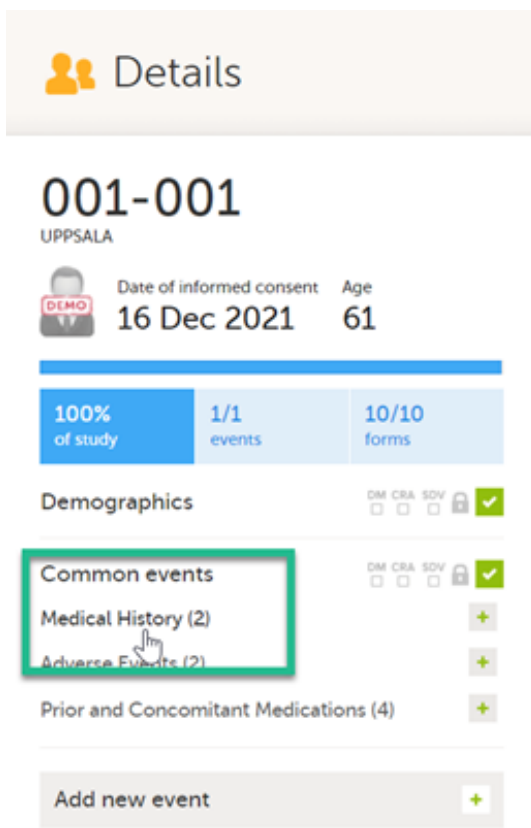 Details
001-001
UPPSALA
DEMO
Date of informed consent Age
16 Dec 2021 61
100% 1/1 10/10
of study events forms
Demographics DM CRA SDV
Common events DM CRA SDV
Medical History (2)
Adverse Events (2)
Prior and Concomitant Medications (4)
Add new event